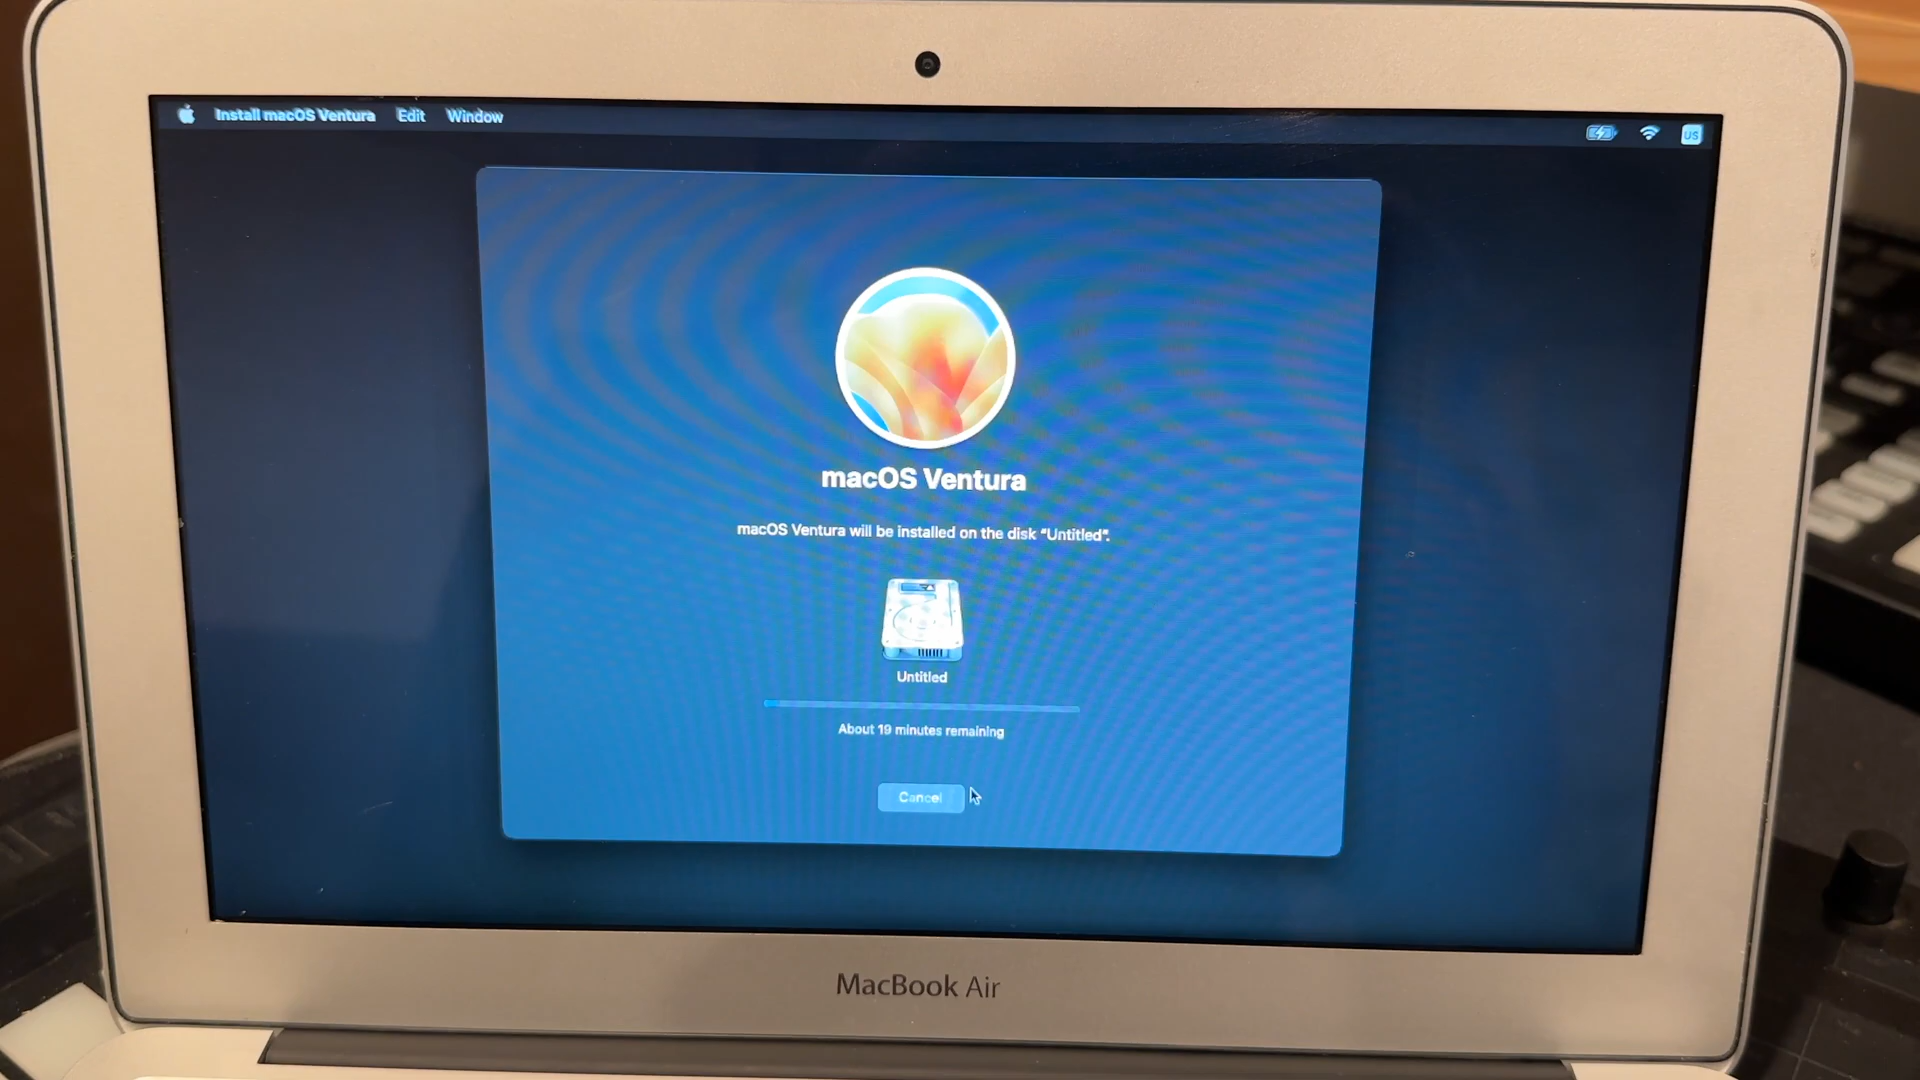 Install macOS Ventura Edit Window US
macOS Ventura
macOS Ventura will be installed on the disk “Untitled”.
Untitled
About 19 minutes remaining
Cancel
MacBook Air